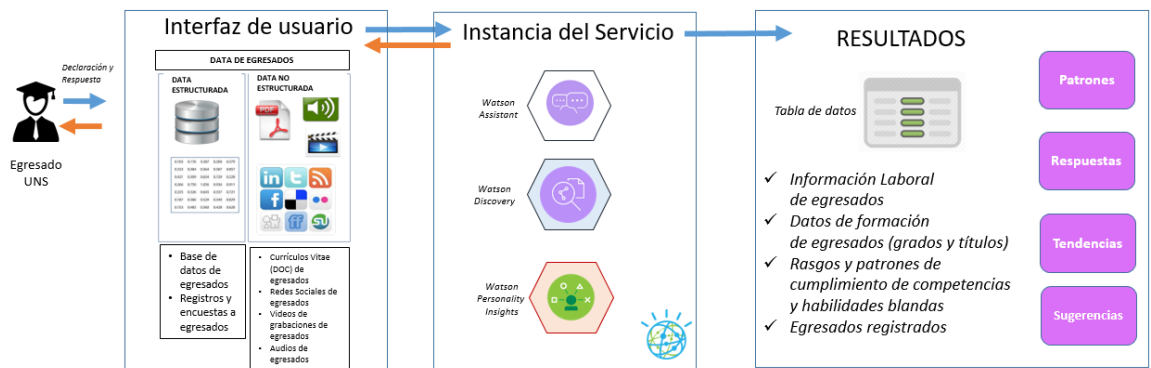 Interfaz de usuario
Instancia del Servicio
RESULTADOS
Declaración y
Respuesta
Egresado
UNS
DATA DE EGRESADOS
DATA
ESTRUCTURADA
DATA NO
ESTRUCTURADA
PDF
• Base de
datos de
egresados
• Registros y
encuestas a
egresados
• Currículos Vitae
(DOC) de
egresados
• Redes Sociales de
egresados
• Videos de
grabaciones de
egresados
• Audios de
egresados
Watson
Assistant
Watson
Discovery
Watson
Personality
Insights
Tabla de datos
✓ Información Laboral
de egresados
✓ Datos de formación
de egresados (grados y títulos)
✓ Rasgos y patrones de
cumplimiento de competencias
y habilidades blandas
✓ Egresados registrados
Patrones
Respuestas
Tendencias
Sugerencias